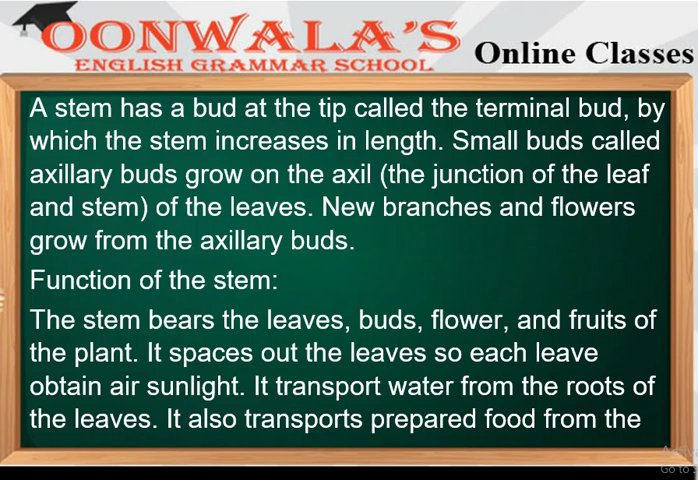 OONWALA'S
ENGLISH GRAMMAR SCHOOL
Online Classes
A stem has a bud at the tip called the terminal bud, by
which the stem increases in length. Small buds called
axillary buds grow on the axil (the junction of the leaf
and stem) of the leaves. New branches and flowers
grow from the axillary buds.
Function of the stem:
The stem bears the leaves, buds, flower, and fruits of
the plant. It spaces out the leaves so each leave
obtain air sunlight. It transport water from the roots of
the leaves. It also transports prepared food from the
Go to